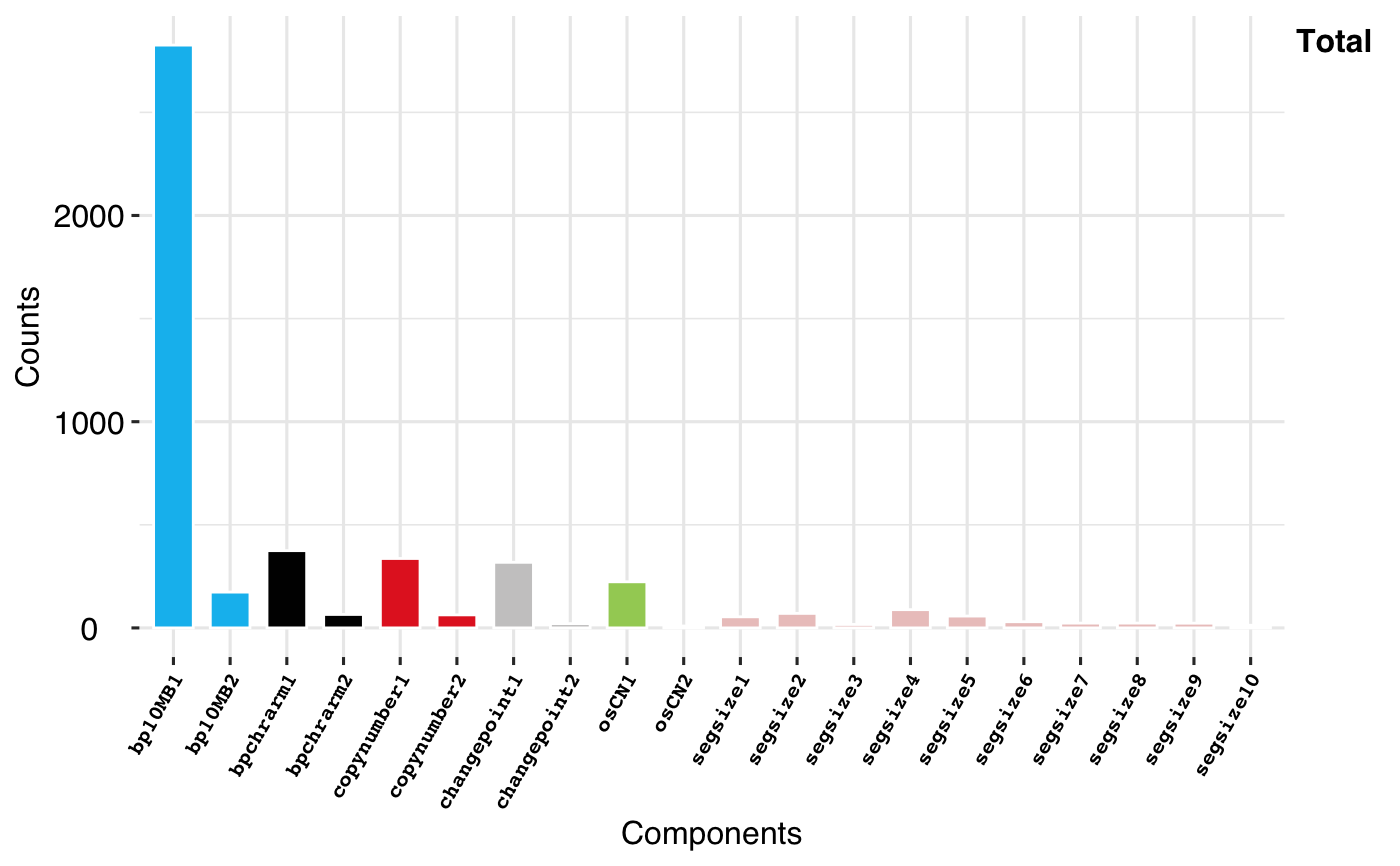 Total
Counts
2000
1000
0
bp10MB1
bp10MB2
bpchrarm1
bpchrarm2
copynumber1
copynumber2
changepoint1
changepoint2
osCN1
osCN2
segsize1
segsize2
segsize3
segsize4
segsize5
segsize6
segsize7
segsize8
segsize9
segsize10
Components